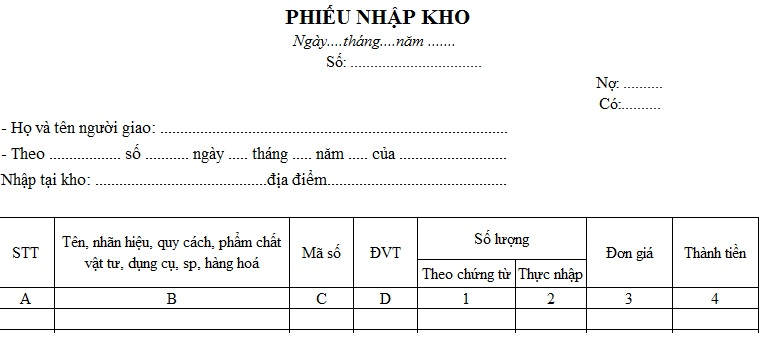 PHIẾU NHẬP KHO
Ngày....tháng....năm .......
Số: .................................
Nợ: ..........
Có:..........
- Họ và tên người giao: ........................................................................................
- Theo .................. số ........... ngày ..... tháng ..... năm ..... của ...........................
Nhập tại kho: ...........................................địa điểm.............................................
STT
Tên, nhãn hiệu, quy cách, phẩm chất
vật tư, dụng cụ, sp, hàng hoá
Mã số
ĐVT
Số lượng
Theo chứng từ
Thực nhập
Đơn giá
Thành tiền
A B C D 1 2 3 4